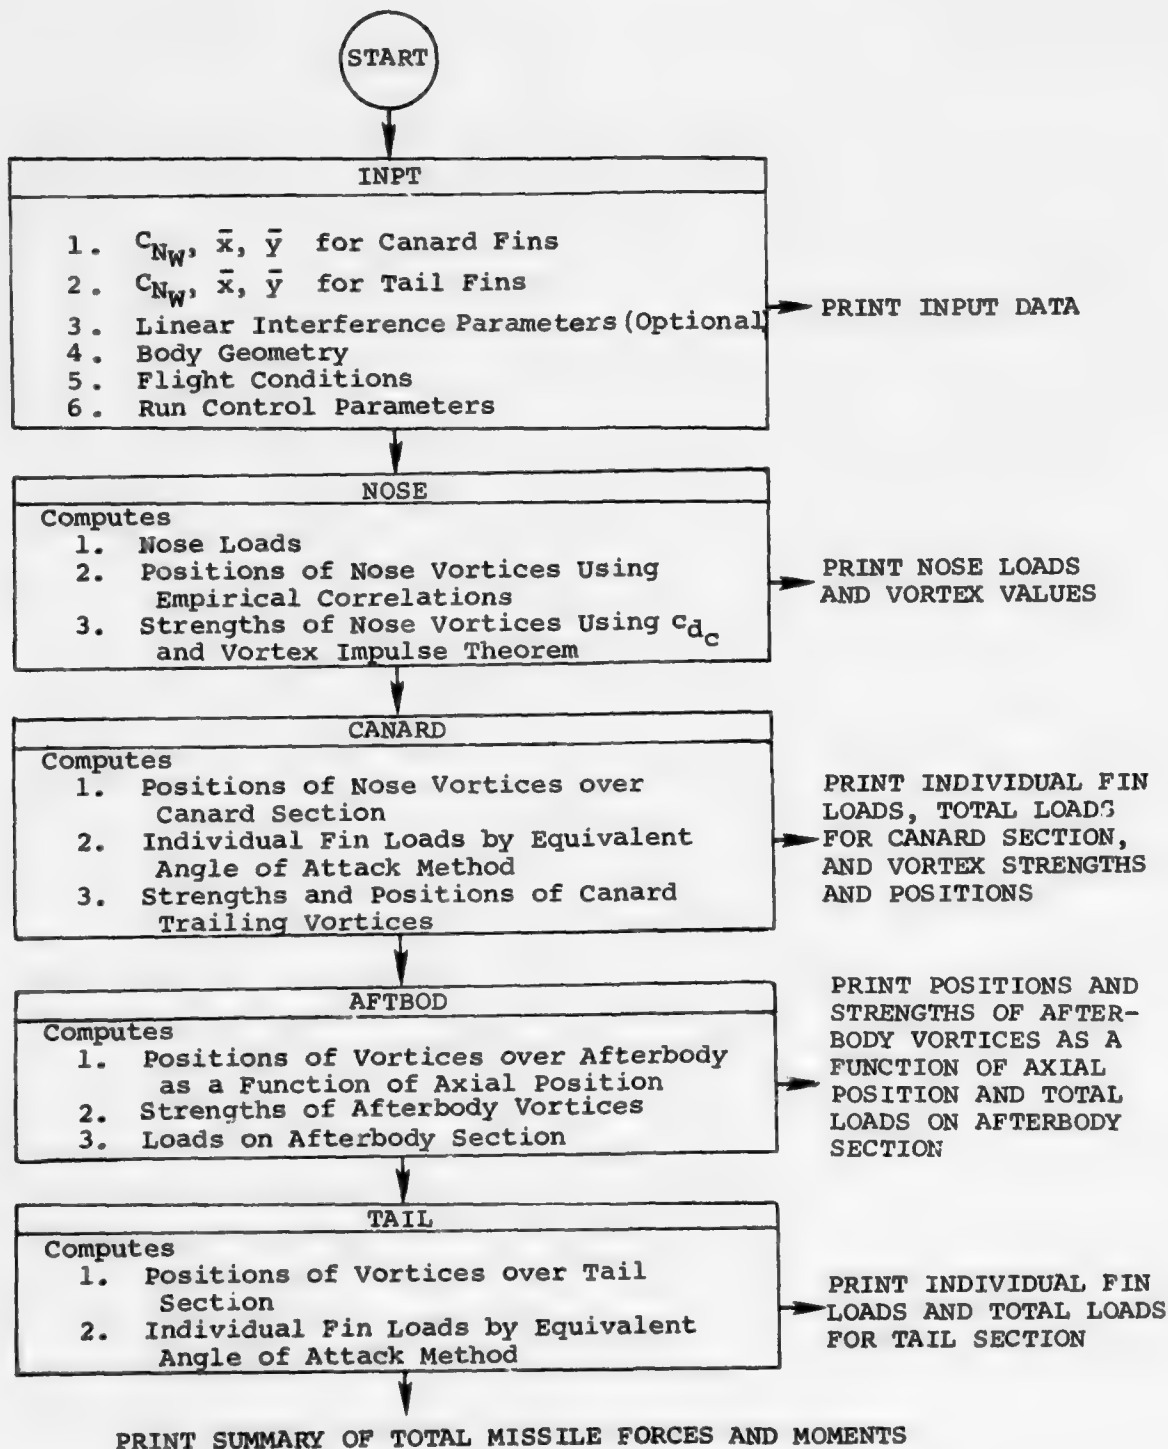 START
INPT
1. C_{N_W}, x̄, ȳ for Canard Fins
2. C_{N_W}, x̄, ȳ for Tail Fins
3. Linear Interference Parameters (Optional)
4. Body Geometry
5. Flight Conditions
6. Run Control Parameters
PRINT INPUT DATA
NOSE
Computes
1. Nose Loads
2. Positions of Nose Vortices Using
Empirical Correlations
3. Strengths of Nose Vortices Using c_{d_c}
and Vortex Impulse Theorem
PRINT NOSE LOADS
AND VORTEX VALUES
CANARD
Computes
1. Positions of Nose Vortices over
Canard Section
2. Individual Fin Loads by Equivalent
Angle of Attack Method
3. Strengths and Positions of Canard
Trailing Vortices
PRINT INDIVIDUAL FIN
LOADS, TOTAL LOADS
FOR CANARD SECTION,
AND VORTEX STRENGTHS
AND POSITIONS
AFTBOD
Computes
1. Positions of Vortices over Afterbody
as a Function of Axial Position
2. Strengths of Afterbody Vortices
3. Loads on Afterbody Section
PRINT POSITIONS AND
STRENGTHS OF AFTER-
BODY VORTICES AS A
FUNCTION OF AXIAL
POSITION AND TOTAL
LOADS ON AFTERBODY
SECTION
TAIL
Computes
1. Positions of Vortices over Tail
Section
2. Individual Fin Loads by Equivalent
Angle of Attack Method
PRINT INDIVIDUAL FIN
LOADS AND TOTAL LOADS
FOR TAIL SECTION
PRINT SUMMARY OF TOTAL MISSILE FORCES AND MOMENTS